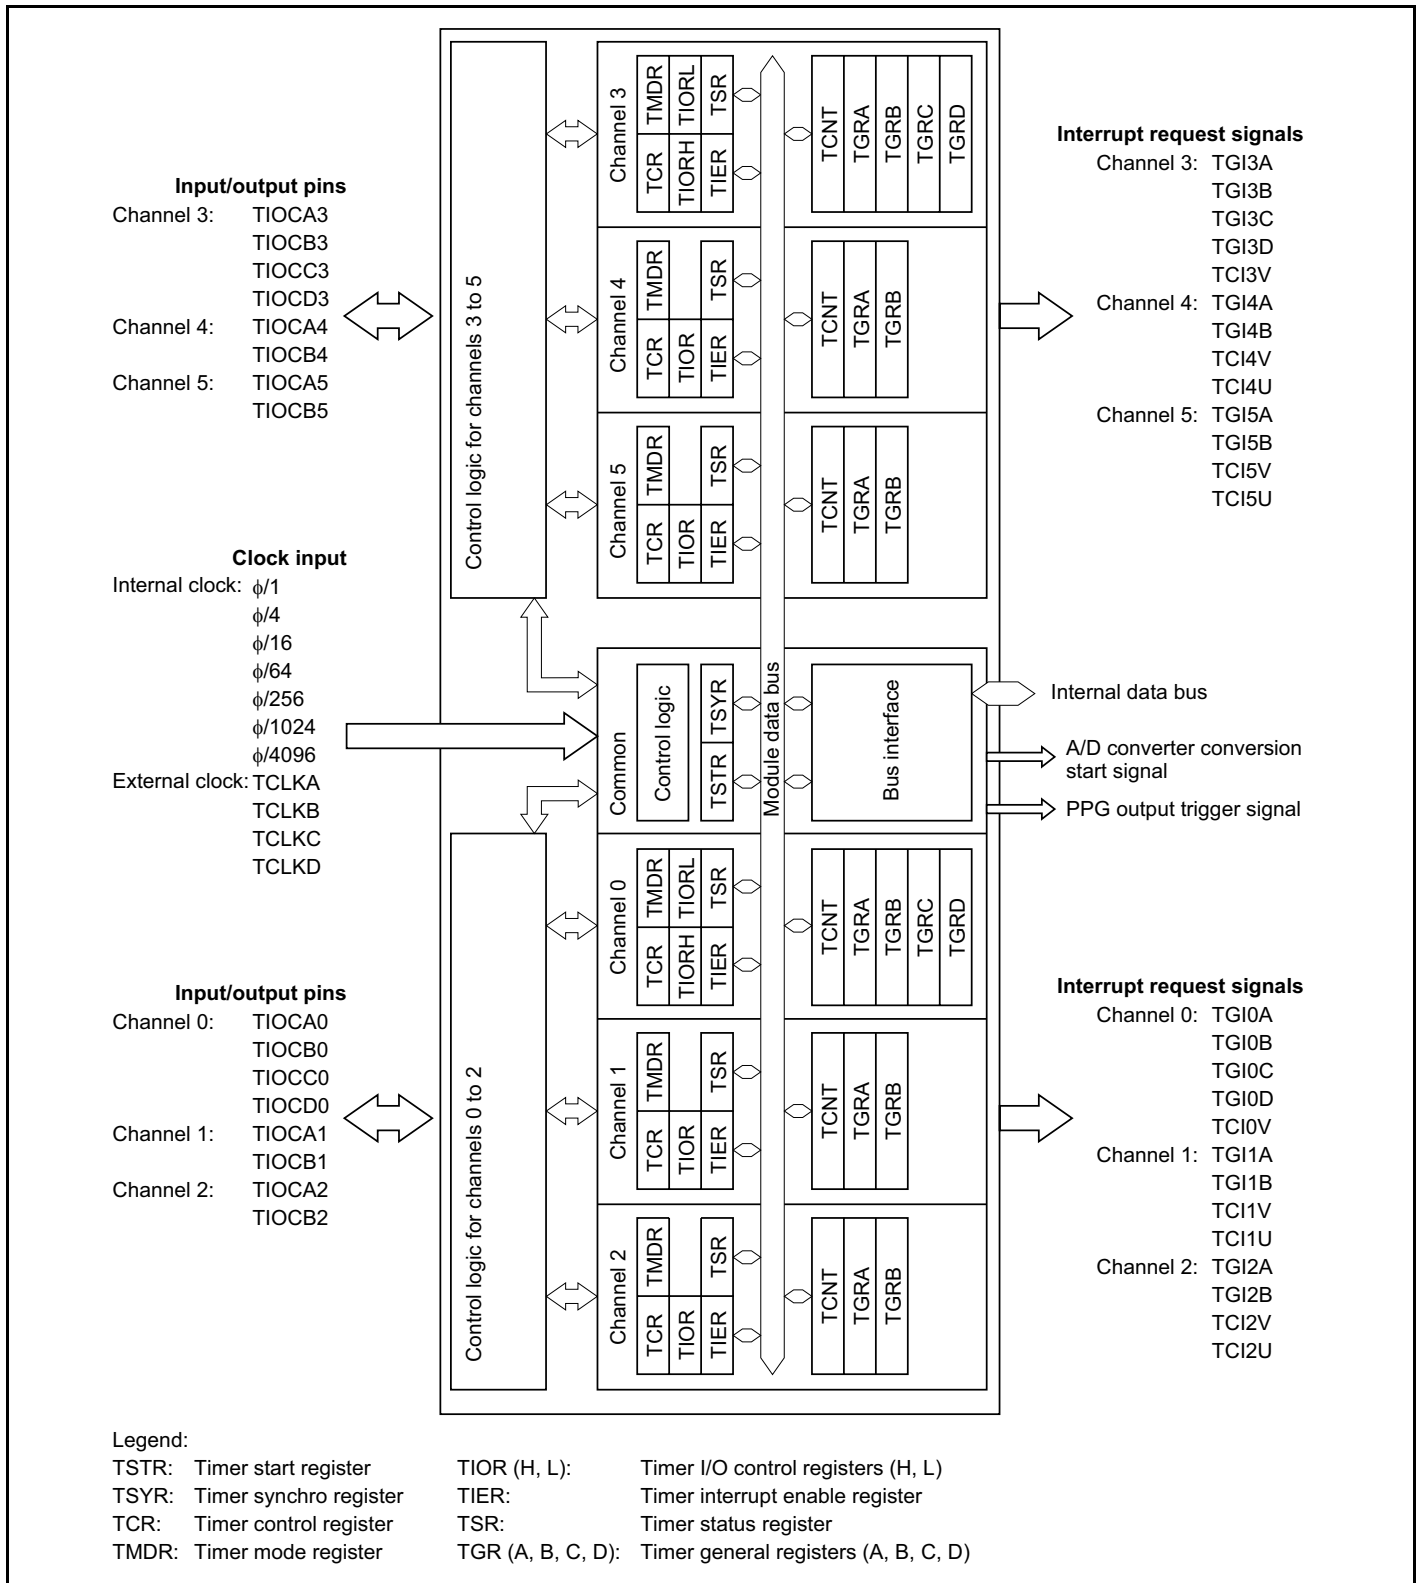 Input/output pins
Channel 3: TIOCA3
TIOCB3
TIOCC3
TIOCD3
Channel 4: TIOCA4
TIOCB4
Channel 5: TIOCA5
TIOCB5
Clock input
Internal clock: ϕ/1
ϕ/4
ϕ/16
ϕ/64
ϕ/256
ϕ/1024
ϕ/4096
External clock: TCLKA
TCLKB
TCLKC
TCLKD
Input/output pins
Channel 0: TIOCA0
TIOCB0
TIOCC0
TIOCD0
Channel 1: TIOCA1
TIOCB1
Channel 2: TIOCA2
TIOCB2
Control logic for channels 3 to 5
Control logic for channels 0 to 2
Channel 3
TCR TMDR
TIORH TIORL
TIER TSR
TCNT
TGRA
TGRB
TGRC
TGRD
Channel 4
TCR TMDR
TIOR
TIER TSR
TCNT
TGRA
TGRB
Channel 5
TCR TMDR
TIOR
TIER TSR
TCNT
TGRA
TGRB
Common
Control logic
TSTR TSYR
Module data bus
Bus interface
Channel 0
TCR TMDR
TIORH TIORL
TIER TSR
TCNT
TGRA
TGRB
TGRC
TGRD
Channel 1
TCR TMDR
TIOR
TIER TSR
TCNT
TGRA
TGRB
Channel 2
TCR TMDR
TIOR
TIER TSR
TCNT
TGRA
TGRB
Interrupt request signals
Channel 3: TGI3A
TGI3B
TGI3C
TGI3D
TCI3V
Channel 4: TGI4A
TGI4B
TCI4V
TCI4U
Channel 5: TGI5A
TGI5B
TCI5V
TCI5U
Internal data bus
A/D converter conversion
start signal
PPG output trigger signal
Interrupt request signals
Channel 0: TGI0A
TGI0B
TGI0C
TGI0D
TCI0V
Channel 1: TGI1A
TGI1B
TCI1V
TCI1U
Channel 2: TGI2A
TGI2B
TCI2V
TCI2U
Legend:
TSTR: Timer start register TIOR (H, L): Timer I/O control registers (H, L)
TSYR: Timer synchro register TIER: Timer interrupt enable register
TCR: Timer control register TSR: Timer status register
TMDR: Timer mode register TGR (A, B, C, D): Timer general registers (A, B, C, D)